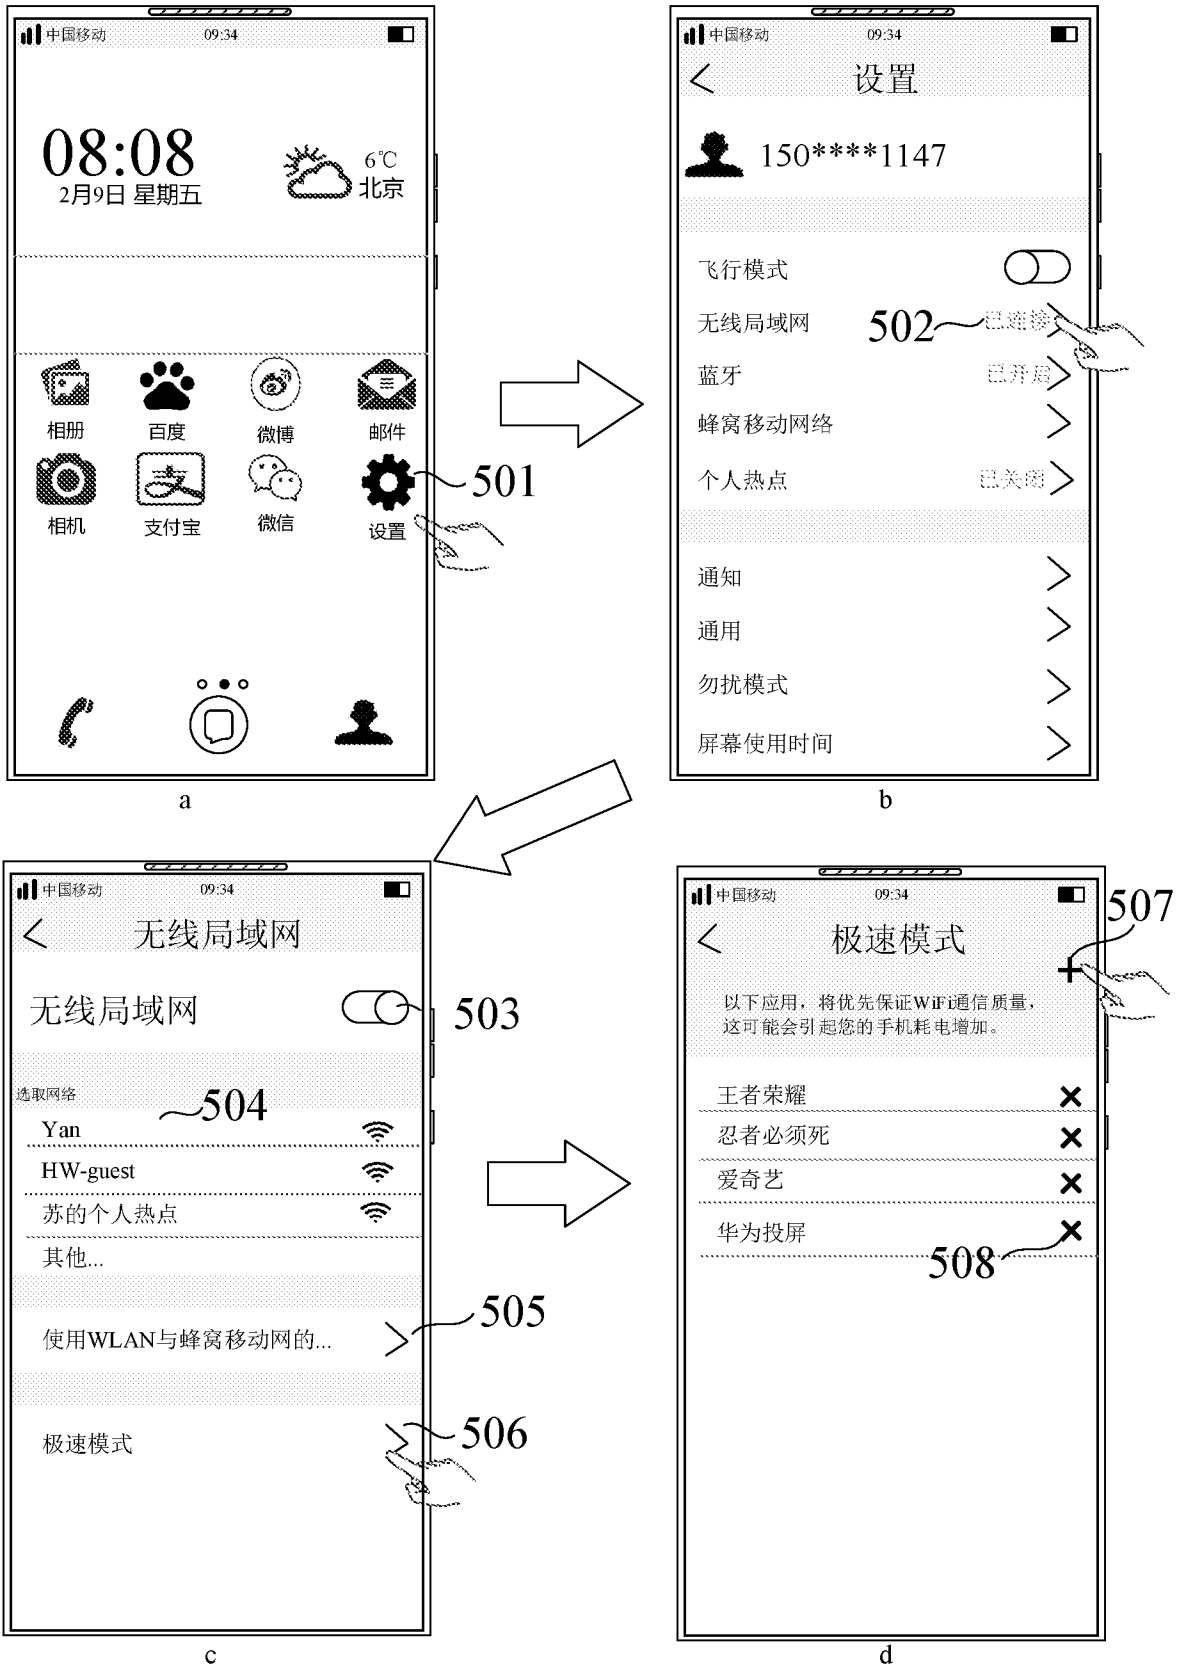 中国移动 09:34
08:08
2月9日 星期五
6℃
北京
相册 百度 微博 邮件
相机 支付宝 微信 设置
501
a
中国移动 09:34
设置
150****1147
飞行模式
无线局域网 已连接
502
蓝牙 已开启
蜂窝移动网络
个人热点 已关闭
通知
通用
勿扰模式
屏幕使用时间
b
中国移动 09:34
无线局域网
无线局域网
503
选取网络
504
Yan
HW-guest
苏的个人热点
其他...
使用WLAN与蜂窝移动网的...
505
极速模式
506
c
中国移动 09:34
507
极速模式
以下应用，将优先保证WiFi通信质量，
这可能会引起您的手机耗电增加。
王者荣耀
忍者必须死
爱奇艺
华为投屏
508
d